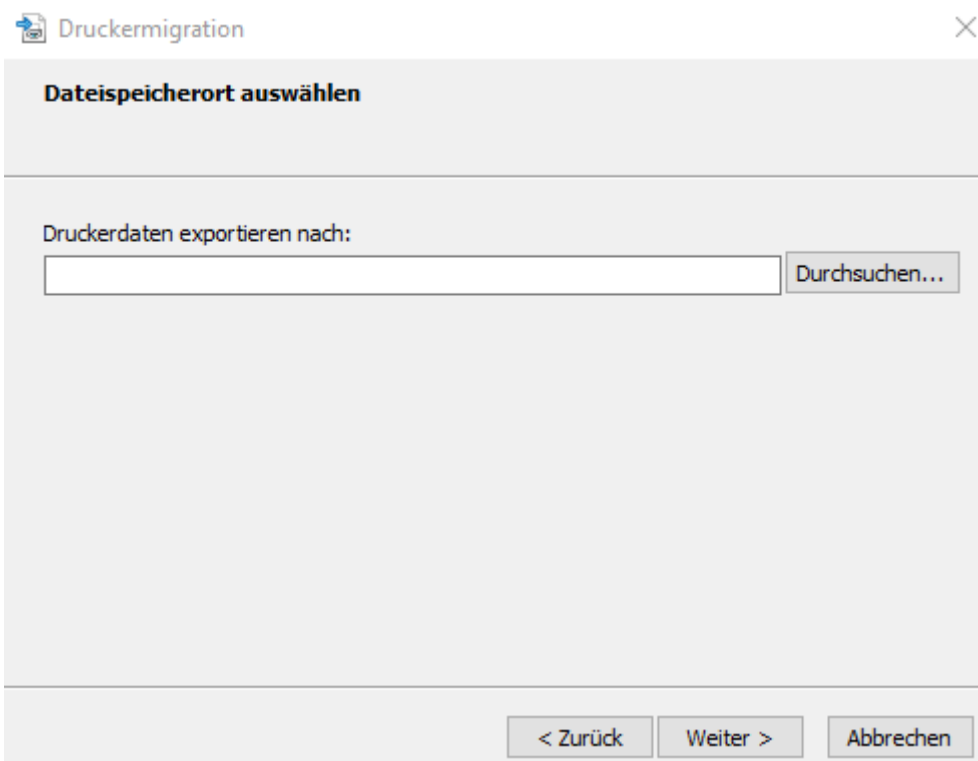 Druckermigration
Dateispeicherort auswählen
Druckerdaten exportieren nach:
Durchsuchen...
< Zurück
Weiter >
Abbrechen